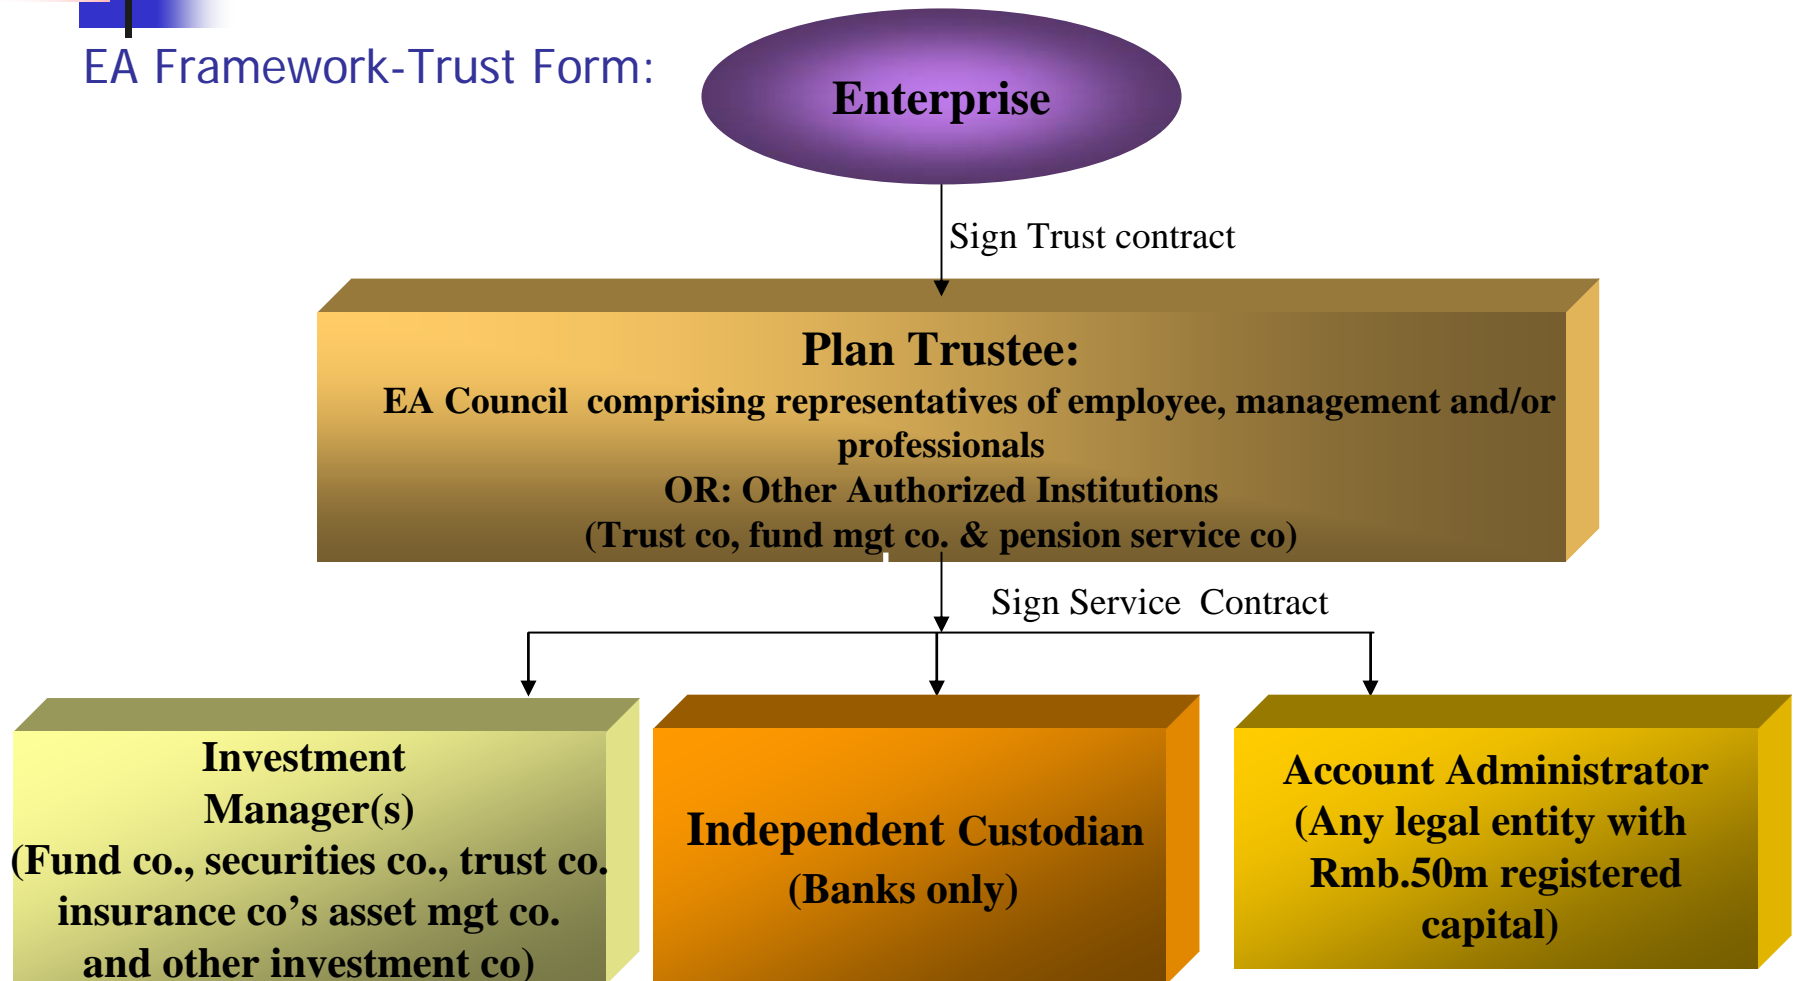 EA Framework-Trust Form:
Enterprise
Sign Trust contract
Plan Trustee:
EA Council comprising representatives of employee, management and/or
professionals
OR: Other Authorized Institutions
(Trust co, fund mgt co. & pension service co)
Sign Service Contract
Investment
Manager(s)
(Fund co., securities co., trust co.
insurance co’s asset mgt co.
and other investment co)
Independent Custodian
(Banks only)
Account Administrator
(Any legal entity with
Rmb.50m registered
capital)